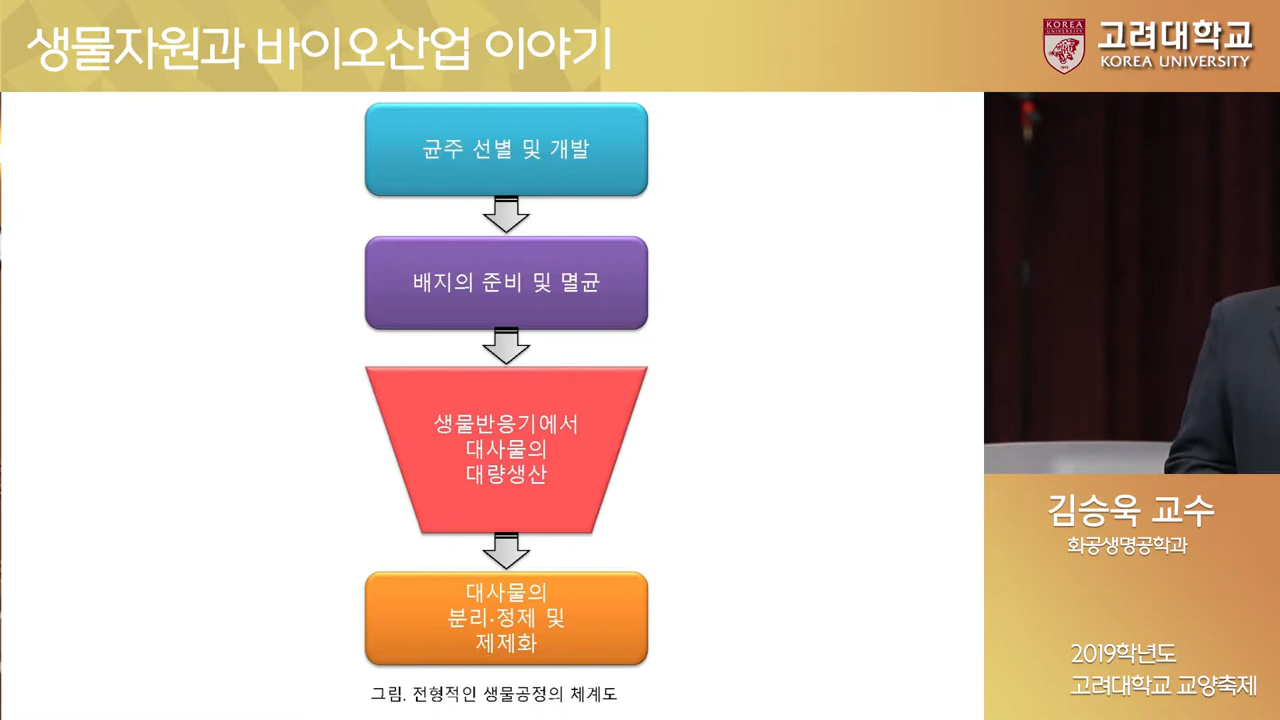 생물자원과 바이오산업 이야기
KOREA
UNIVERSITY
고려대학교
KOREA UNIVERSITY
균주 선별 및 개발
배지의 준비 및 멸균
생물반응기에서
대사물의
대량생산
대사물의
분리·정제 및
제제화
그림. 전형적인 생물공정의 체계도
김승욱 교수
화공생명공학과
2019학년도
고려대학교 교양축제